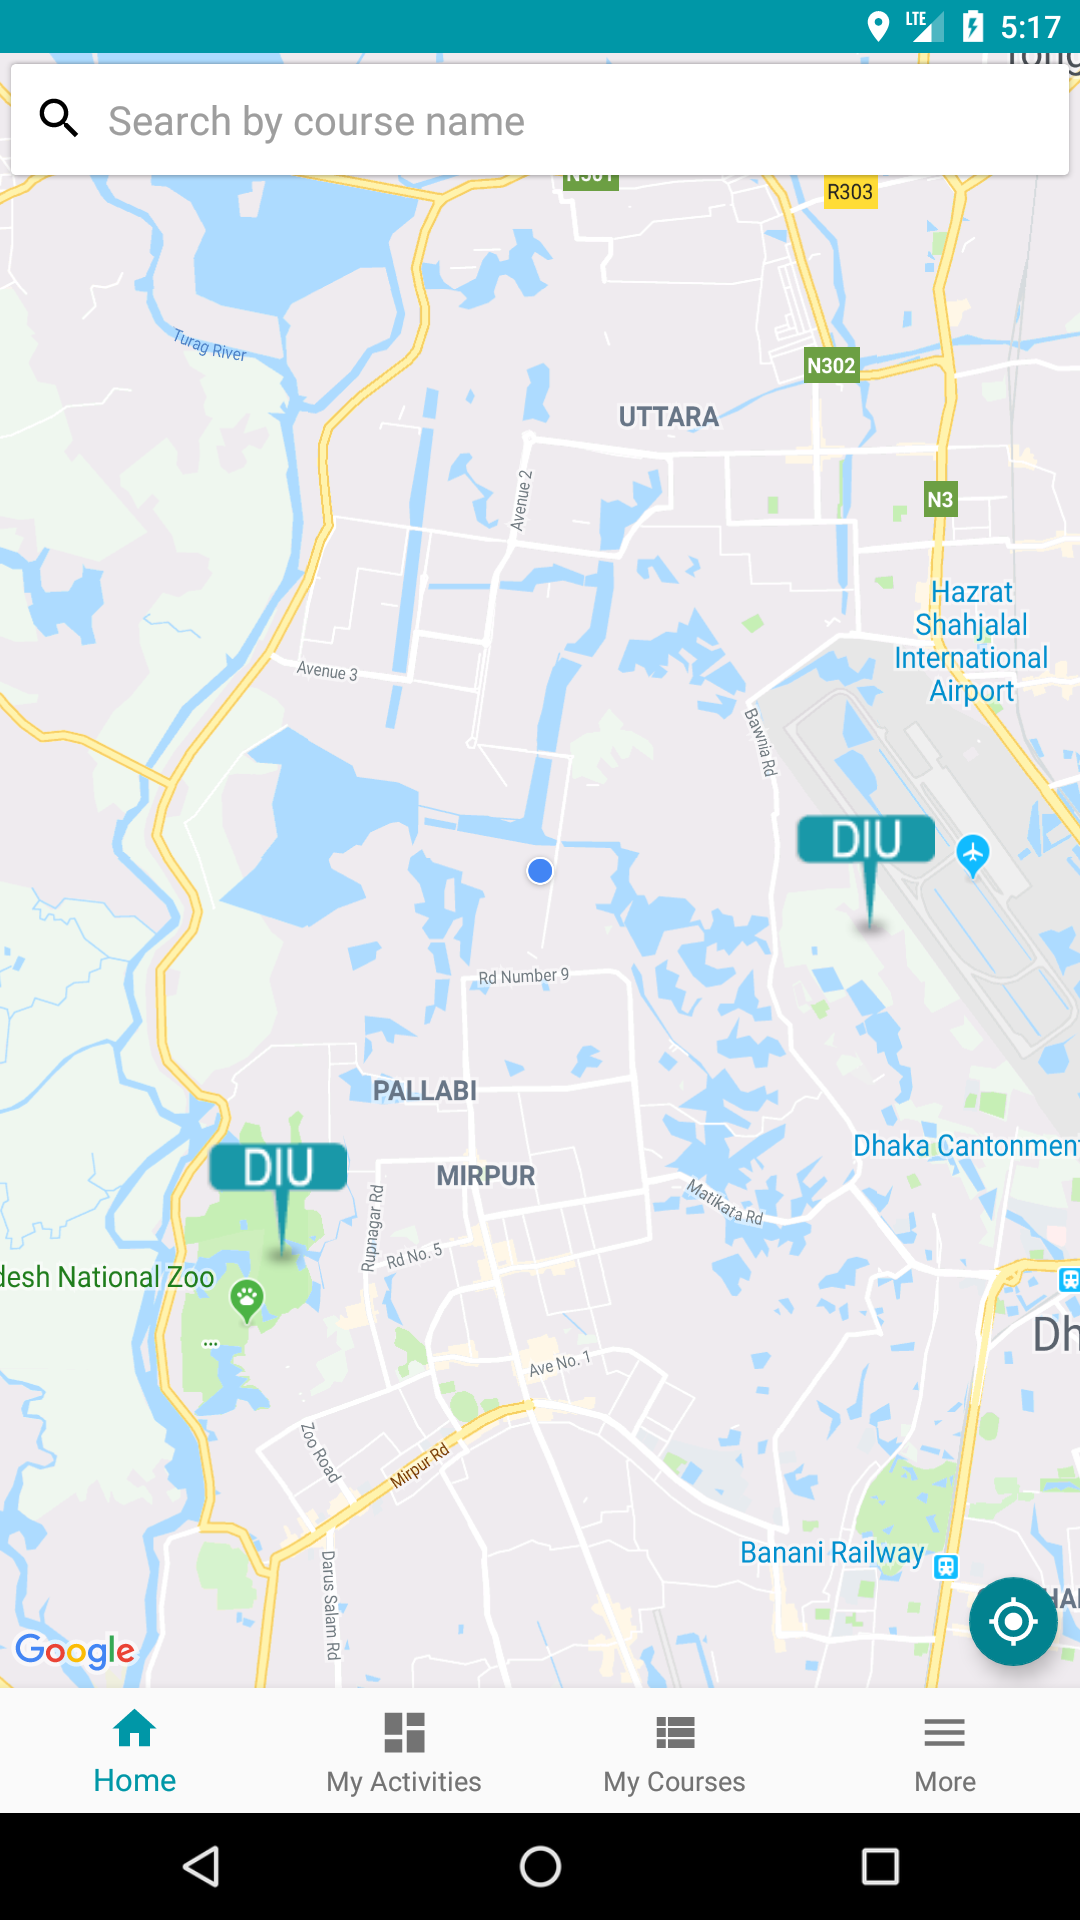 LTE 5:17
Search by course name
N301
R303
Turag River
N302
UTTARA
Avenue 2
N3
Hazrat
Shahjalal
International
Airport
Avenue 3
Bawnia Rd
DIU
Rd Number 9
PALLABI
Dhaka Cantonment
DIU
MIRPUR
Matikata Rd
Rupnagar Rd
Rd No. 5
desh National Zoo
Dh
Ave No. 1
Zoo Road
Mirpur Rd
Banani Railway
Darus Salam Rd
Google
Home
My Activities
My Courses
More